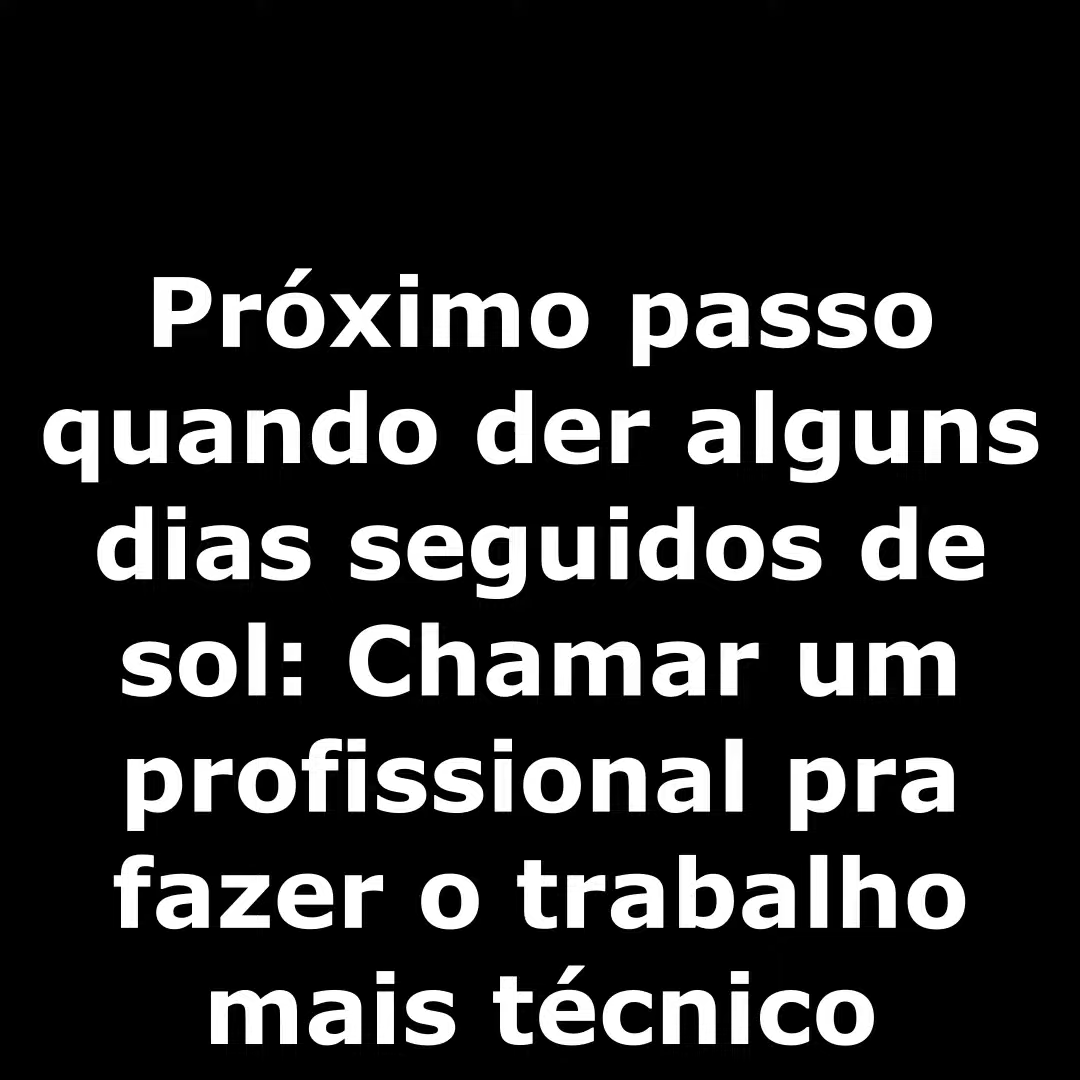 Próximo passo
quando der alguns
dias seguidos de
sol: Chamar um
profissional pra
fazer o trabalho
mais técnico